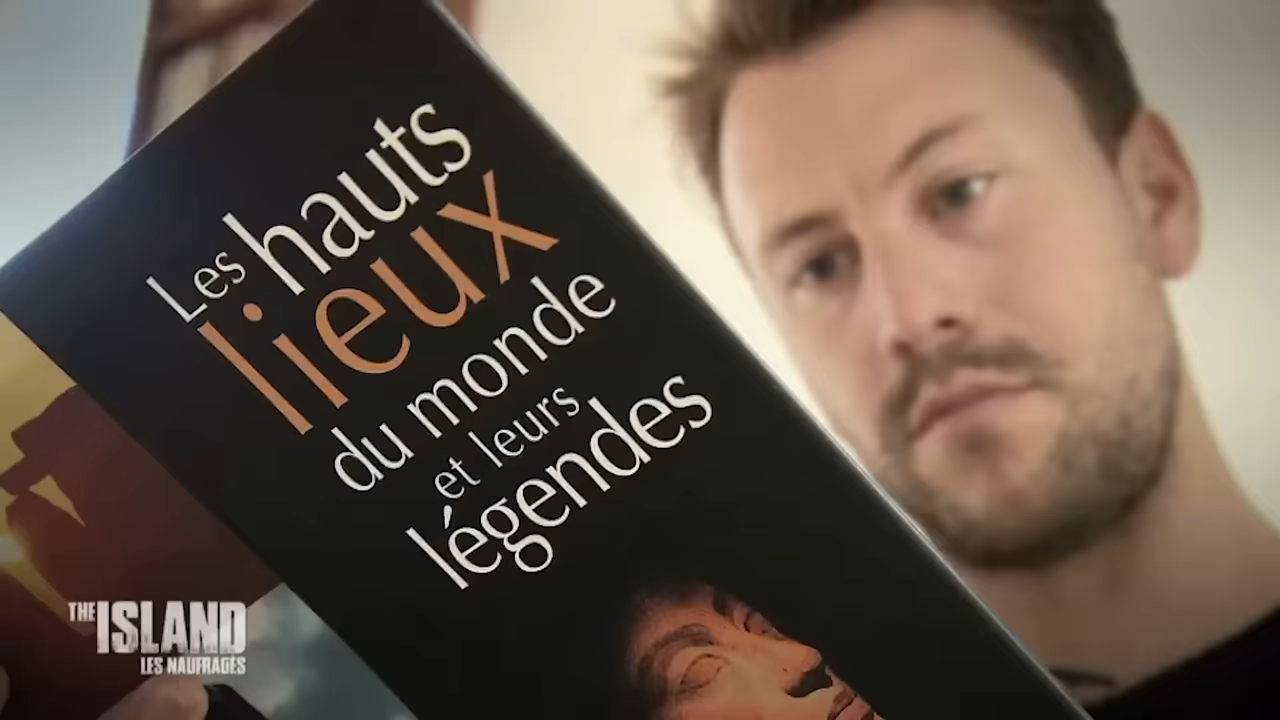 Les hauts
lieux
du monde
et leurs
légendes
THE ISLAND
LES NAUFRAGÉS